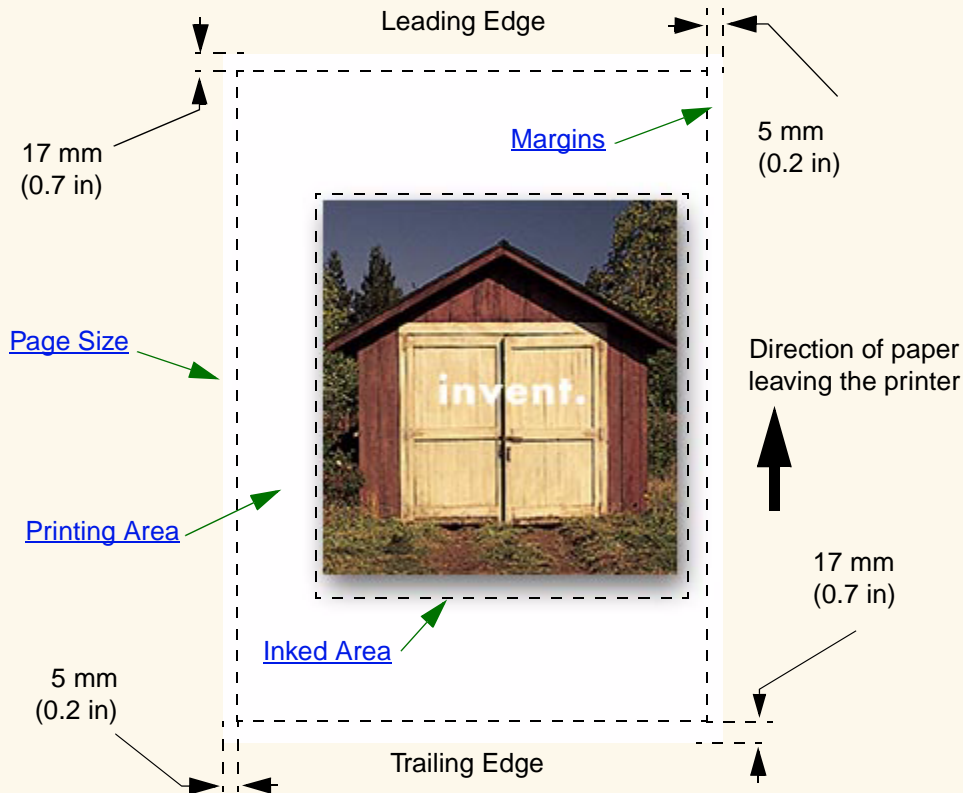 Leading Edge
17 mm
(0.7 in)
Margins
5 mm
(0.2 in)
Page Size
invent.
Direction of paper
leaving the printer
Printing Area
17 mm
(0.7 in)
Inked Area
5 mm
(0.2 in)
Trailing Edge